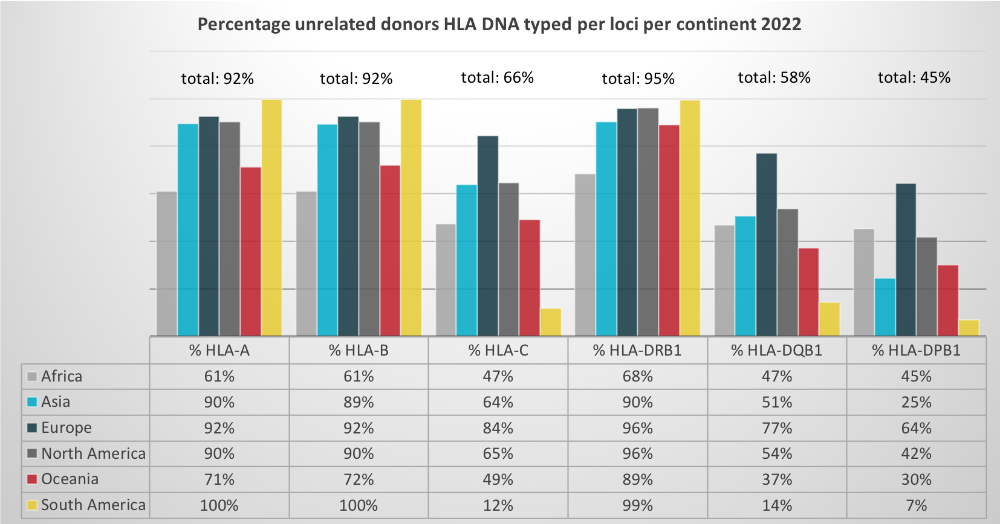 Percentage unrelated donors HLA DNA typed per loci per continent 2022
total: 92% total: 92% total: 66% total: 95% total: 58% total: 45%
% HLA-A % HLA-B % HLA-C % HLA-DRB1 % HLA-DQB1 % HLA-DPB1
Africa 61% 61% 47% 68% 47% 45%
Asia 90% 89% 64% 90% 51% 25%
Europe 92% 92% 84% 96% 77% 64%
North America 90% 90% 65% 96% 54% 42%
Oceania 71% 72% 49% 89% 37% 30%
South America 100% 100% 12% 99% 14% 7%